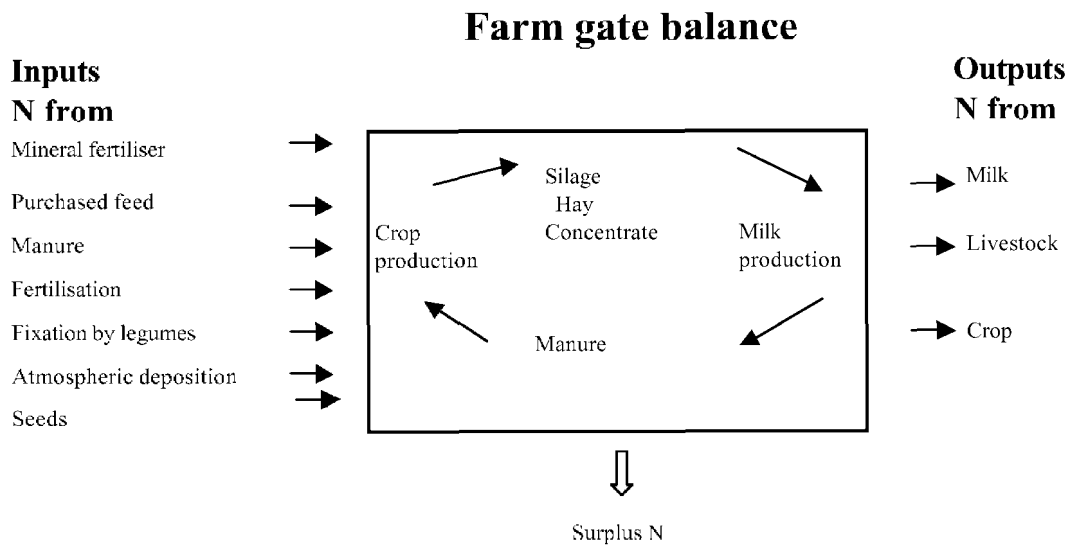 Farm gate balance
Inputs
N from
Mineral fertiliser
Purchased feed
Manure
Fertilisation
Fixation by legumes
Atmospheric deposition
Seeds
Silage
Hay
Concentrate
Crop
production
Milk
production
Manure
Outputs
N from
Milk
Livestock
Crop
Surplus N